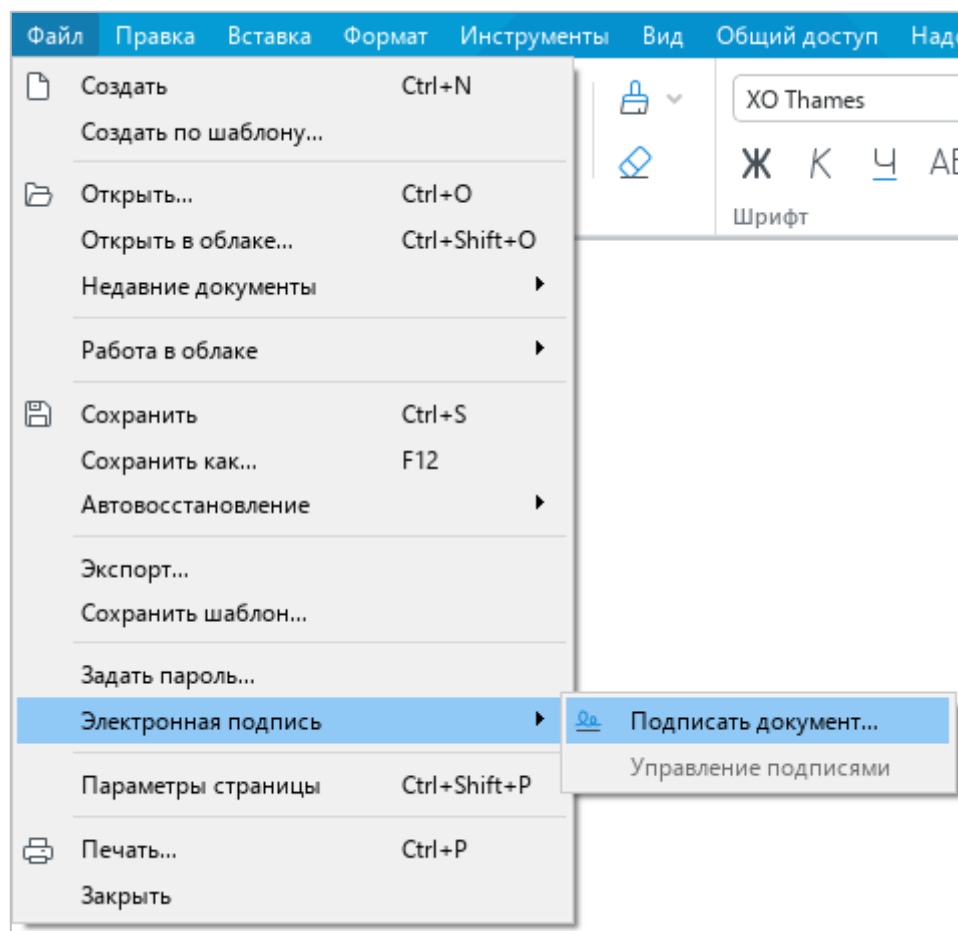 Файл Правка Вставка Формат Инструменты Вид Общий доступ
Создать Ctrl+N
Создать по шаблону...
Открыть... Ctrl+O
Открыть в облаке... Ctrl+Shift+O
Недавние документы
Работа в облаке
Сохранить Ctrl+S
Сохранить как... F12
Автовосстановление
Экспорт...
Сохранить шаблон...
Задать пароль...
Электронная подпись
Параметры страницы Ctrl+Shift+P
Печать... Ctrl+P
Закрыть
Подписать документ...
Управление подписями
XO Thames
Ж К Ч
Шрифт